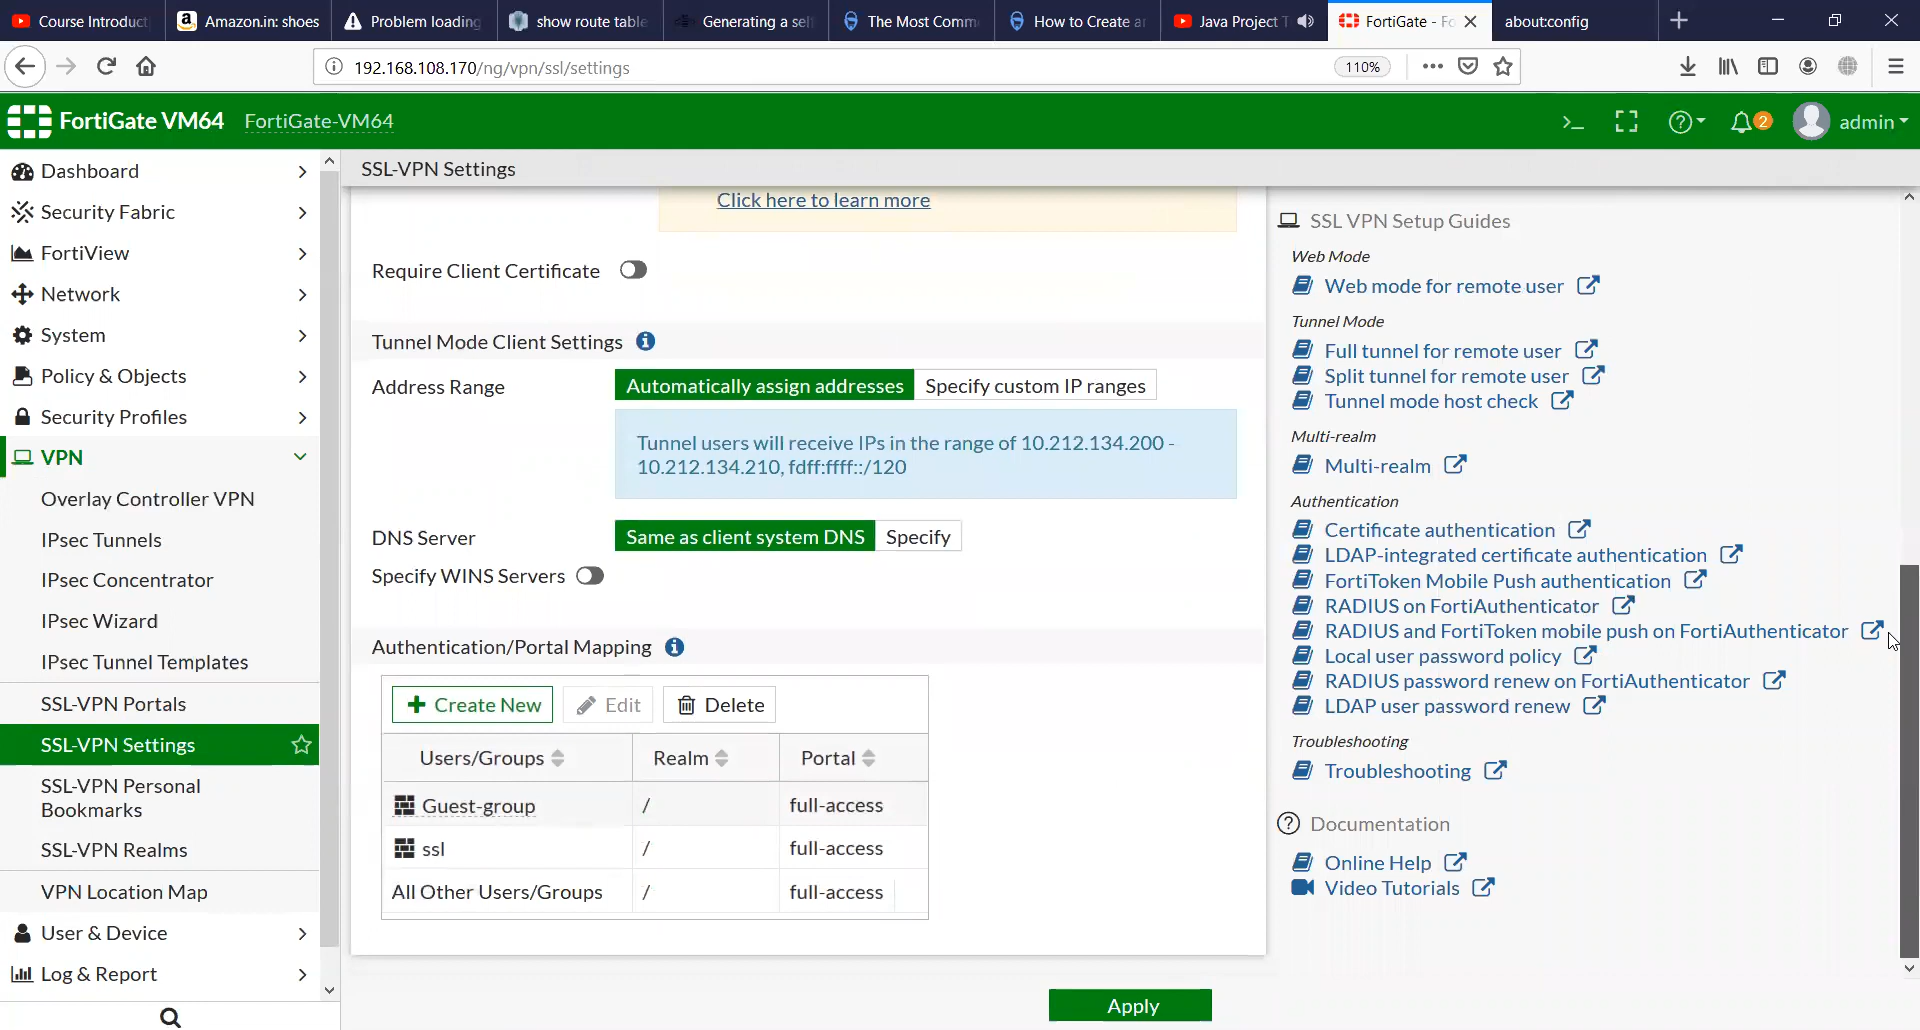 Course Introduct
Amazon.in: shoes
Problem loading
show route table
Generating a sel
The Most Comm
How to Create an
Java Project T
FortiGate - Fo
about:config
192.168.108.170/ng/vpn/ssl/settings
110%
FortiGate VM64
FortiGate-VM64
2
admin
Dashboard
Security Fabric
FortiView
Network
System
Policy & Objects
Security Profiles
VPN
Overlay Controller VPN
IPsec Tunnels
IPsec Concentrator
IPsec Wizard
IPsec Tunnel Templates
SSL-VPN Portals
SSL-VPN Settings
SSL-VPN Personal
Bookmarks
SSL-VPN Realms
VPN Location Map
User & Device
Log & Report
SSL-VPN Settings
Click here to learn more
Require Client Certificate
Tunnel Mode Client Settings
Address Range
Automatically assign addresses
Specify custom IP ranges
Tunnel users will receive IPs in the range of 10.212.134.200 -
10.212.134.210, fdff:ffff::/120
DNS Server
Same as client system DNS
Specify
Specify WINS Servers
Authentication/Portal Mapping
Create New
Edit
Delete
Users/Groups Realm Portal
Guest-group / full-access
ssl / full-access
All Other Users/Groups / full-access
Apply
SSL VPN Setup Guides
Web Mode
Web mode for remote user
Tunnel Mode
Full tunnel for remote user
Split tunnel for remote user
Tunnel mode host check
Multi-realm
Multi-realm
Authentication
Certificate authentication
LDAP-integrated certificate authentication
FortiToken Mobile Push authentication
RADIUS on FortiAuthenticator
RADIUS and FortiToken mobile push on FortiAuthenticator
Local user password policy
RADIUS password renew on FortiAuthenticator
LDAP user password renew
Troubleshooting
Troubleshooting
Documentation
Online Help
Video Tutorials